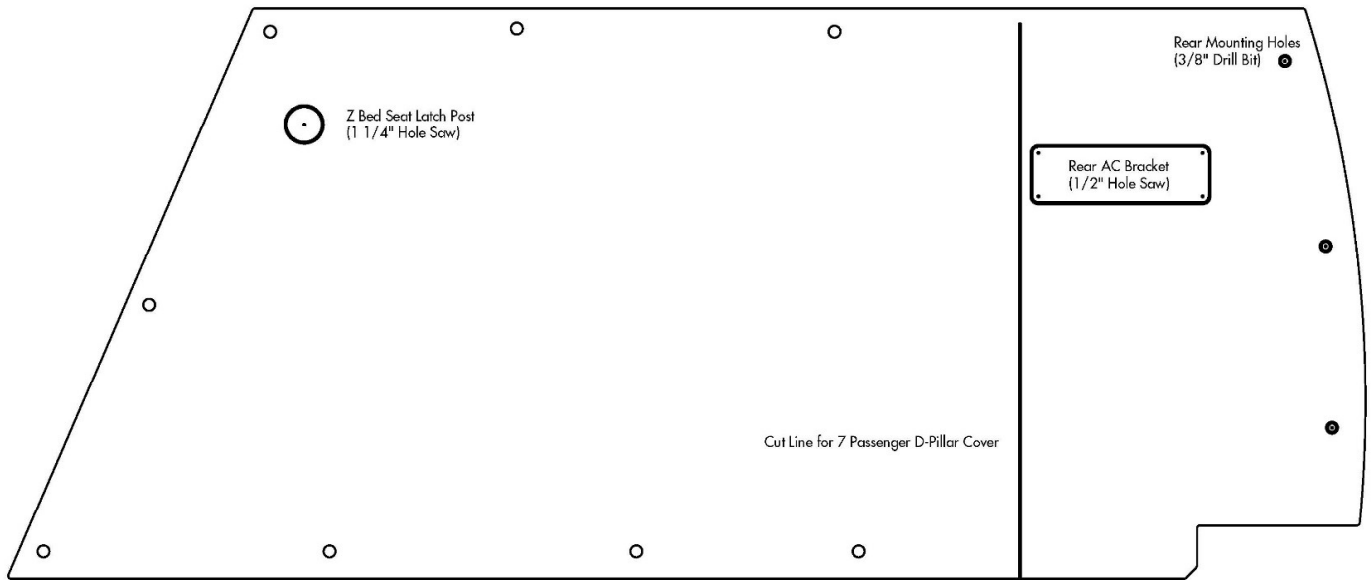 Rear Mounting Holes
(3/8" Drill Bit)
Z Bed Seat Latch Post
(1 1/4" Hole Saw)
Rear AC Bracket
(1/2" Hole Saw)
Cut Line for 7 Passenger D-Pillar Cover